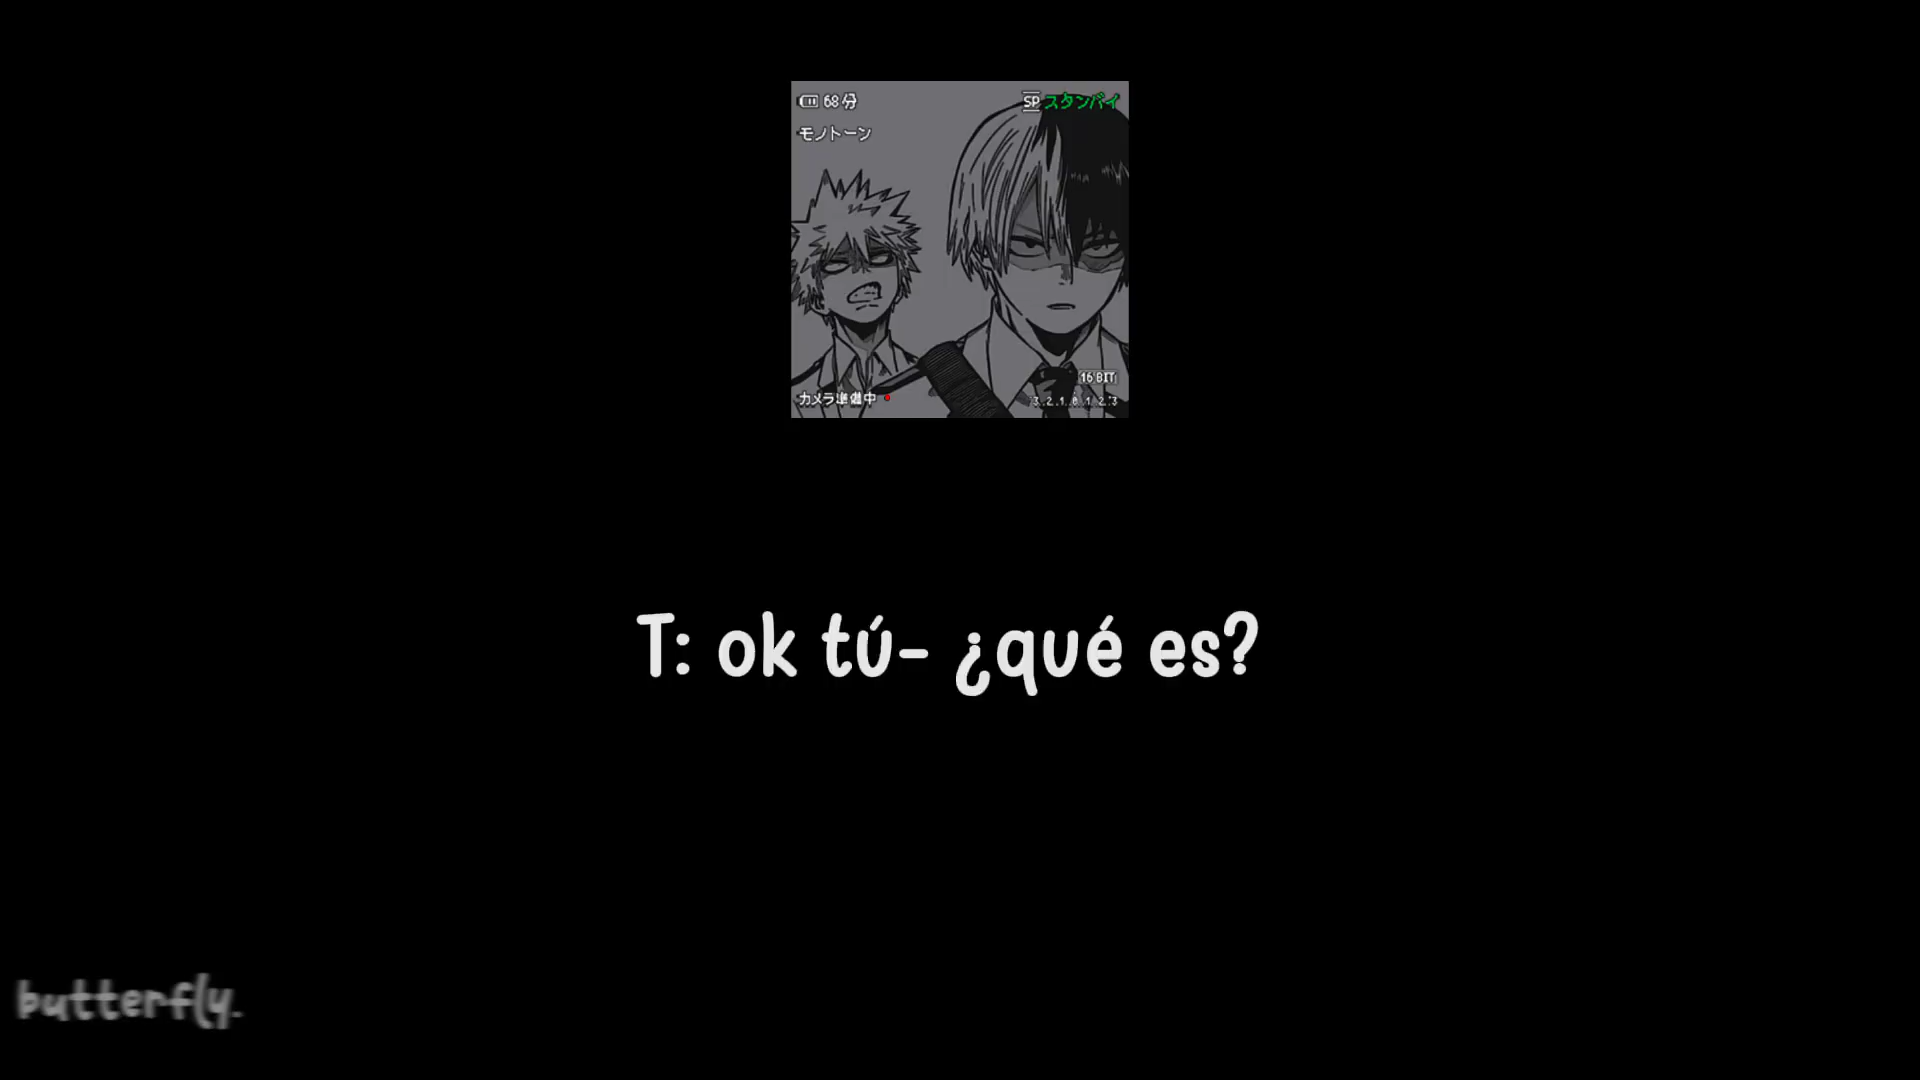 68分
SP スタンバイ
モノトーン
カメラ準備中
16 BIT
T: ok tú- ¿qué es?
butterfly.